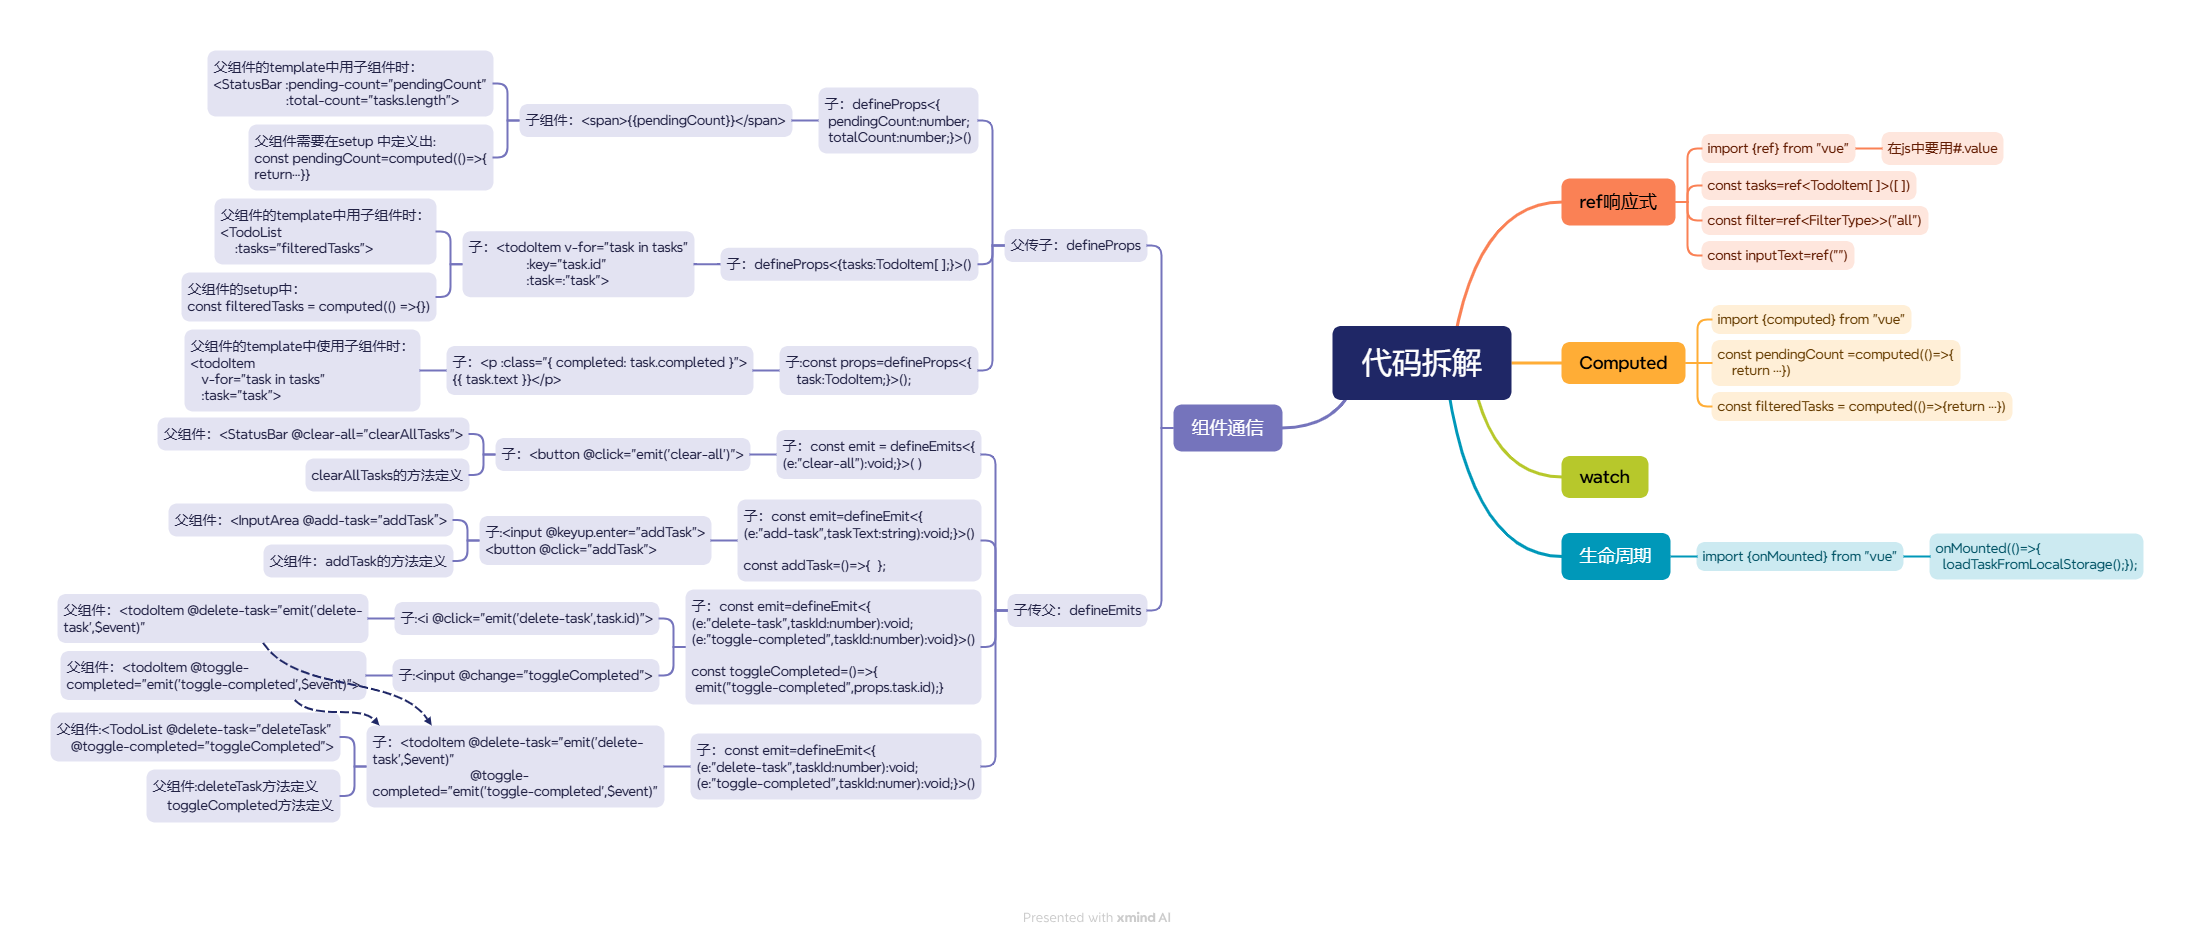 代码拆解
ref响应式
import {ref} from "vue"
在js中要用#.value
const tasks=ref<TodoItem[ ]>([ ])
const filter=ref<FilterType>>("all")
const inputText=ref("")
Computed
import {computed} from "vue"
const pendingCount =computed(()=>{
return ···})
const filteredTasks = computed(()=>{return ···})
watch
生命周期
import {onMounted} from "vue"
onMounted(()=>{
loadTaskFromLocalStorage();});
组件通信
父传子：defineProps
子：defineProps<{
pendingCount:number;
totalCount:number;}>()
子组件：<span>{{pendingCount}}</span>
父组件的template中用子组件时：
<StatusBar :pending-count="pendingCount"
:total-count="tasks.length">
父组件需要在setup 中定义出:
const pendingCount=computed(()=>{
return···}}
子：defineProps<{tasks:TodoItem[ ];}>()
子：<todoItem v-for="task in tasks"
:key="task.id"
:task=:"task">
父组件的template中用子组件时：
<TodoList
:tasks="filteredTasks">
父组件的setup中：
const filteredTasks = computed(() =>{})
子:const props=defineProps<{
task:TodoItem;}>();
子：<p :class="{ completed: task.completed }">
{{ task.text }}</p>
父组件的template中使用子组件时：
<todoItem
v-for="task in tasks"
:task="task">
子传父：defineEmits
子：const emit = defineEmits<{
(e:"clear-all"):void;}>( )
子：<button @click="emit('clear-all')">
父组件：<StatusBar @clear-all="clearAllTasks">
clearAllTasks的方法定义
子：const emit=defineEmit<{
(e:"add-task",taskText:string):void;}>()
const addTask=()=>{ };
子:<input @keyup.enter="addTask">
<button @click="addTask">
父组件：<InputArea @add-task="addTask">
父组件：addTask的方法定义
子：const emit=defineEmit<{
(e:"delete-task",taskId:number):void;
(e:"toggle-completed",taskId:number):void}>()
const toggleCompleted=()=>{
emit("toggle-completed",props.task.id);}
子:<i @click="emit('delete-task',task.id)">
父组件：<todoItem @delete-task="emit('delete-
task',$event)"
子:<input @change="toggleCompleted">
父组件：<todoItem @toggle-
completed="emit('toggle-completed',$event)">
子：const emit=defineEmit<{
(e:"delete-task",taskId:number):void;
(e:"toggle-completed",taskId:numer):void;}>()
子：<todoItem @delete-task="emit('delete-
task',$event)"
@toggle-
completed="emit('toggle-completed',$event)"
父组件:<TodoList @delete-task="deleteTask"
@toggle-completed="toggleCompleted">
父组件:deleteTask方法定义
toggleCompleted方法定义
Presented with xmind AI